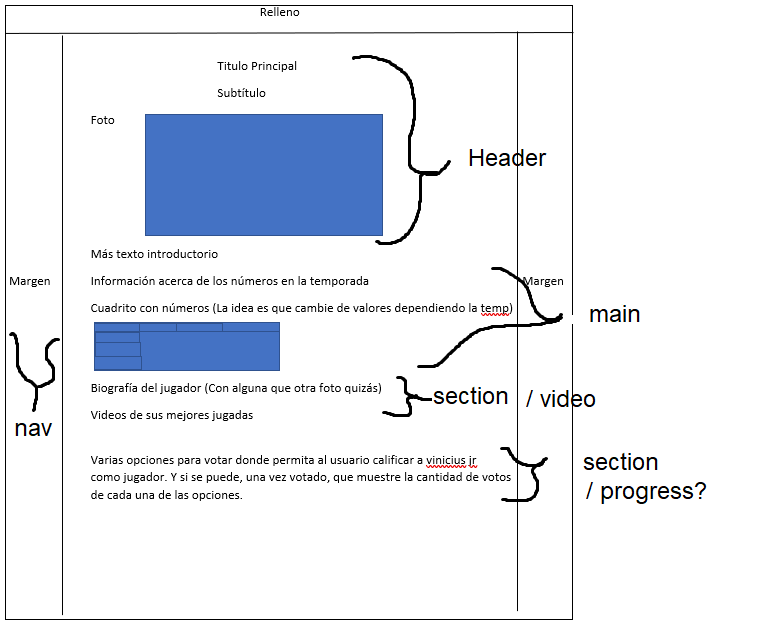 Relleno
Titulo Principal
Subtítulo
Foto
Header
Más texto introductorio
Margen
Información acerca de los números en la temporada
Margen
Cuadrito con números (La idea es que cambie de valores dependiendo la temp)
main
Biografía del jugador (Con alguna que otra foto quizás)
section / video
Videos de sus mejores jugadas
nav
Varias opciones para votar donde permita al usuario calificar a vinicius jr
como jugador. Y si se puede, una vez votado, que muestre la cantidad de votos
de cada una de las opciones.
section
/ progress?